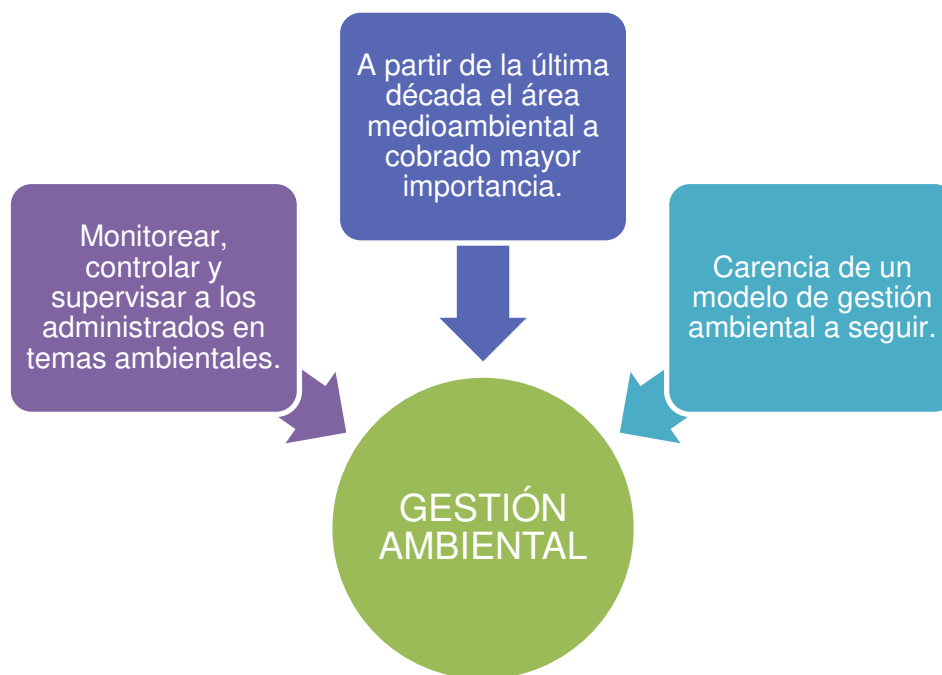 A partir de la última
década el área
medioambiental a
cobrado mayor
importancia.
Monitorear,
controlar y
supervisar a los
administrados en
temas ambientales.
Carencia de un
modelo de gestión
ambiental a seguir.
GESTIÓN
AMBIENTAL